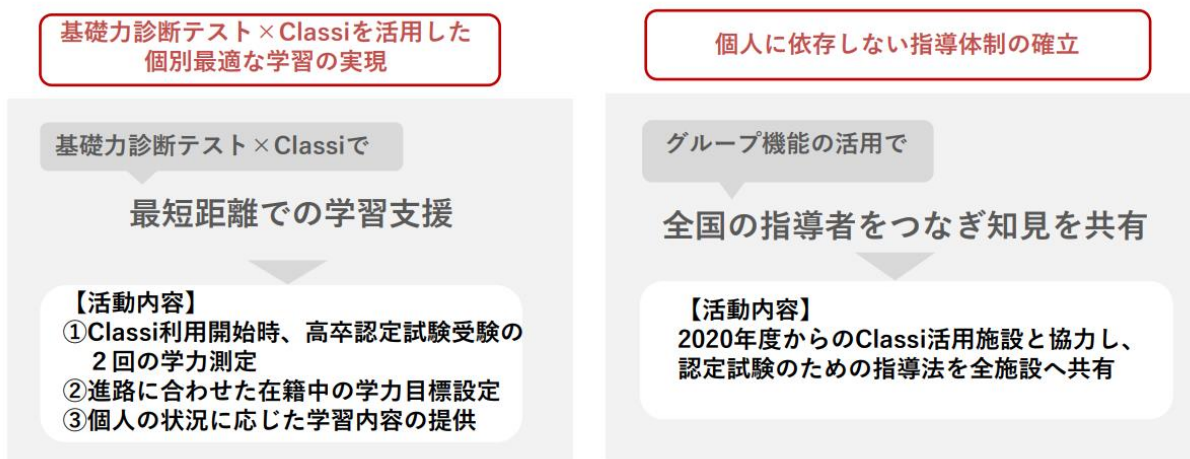 基礎力診断テスト×Classiを活用した
個別最適な学習の実現
基礎力診断テスト×Classiで
最短距離での学習支援
【活動内容】
①Classi利用開始時、高卒認定試験受験の
２回の学力測定
②進路に合わせた在籍中の学力目標設定
③個人の状況に応じた学習内容の提供
個人に依存しない指導体制の確立
グループ機能の活用で
全国の指導者をつなぎ知見を共有
【活動内容】
2020年度からのClassi活用施設と協力し、
認定試験のための指導法を全施設へ共有